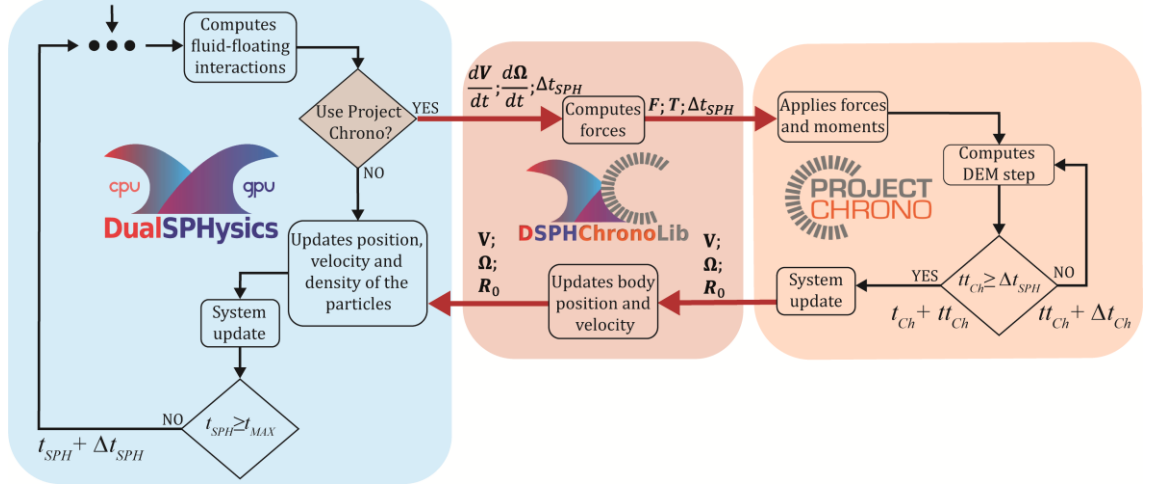 Computes
fluid-floating
interactions
Use Project
Chrono?
YES
NO
cpu
gpu
DualSPHysics
Updates position,
velocity and
density of the
particles
System
update
t_SPH ≥ t_MAX
NO
t_SPH + Δt_SPH
dV/dt ; dΩ/dt ; Δt_SPH
Computes
forces
F; T; Δt_SPH
DSPHChronoLib
V;
Ω;
R_0
Updates body
position and
velocity
V;
Ω;
R_0
Applies forces
and moments
Computes
DEM step
PROJECT
CHRONO
tt_Ch ≥ Δt_SPH
YES
NO
System
update
t_Ch + tt_Ch
tt_Ch + Δt_Ch